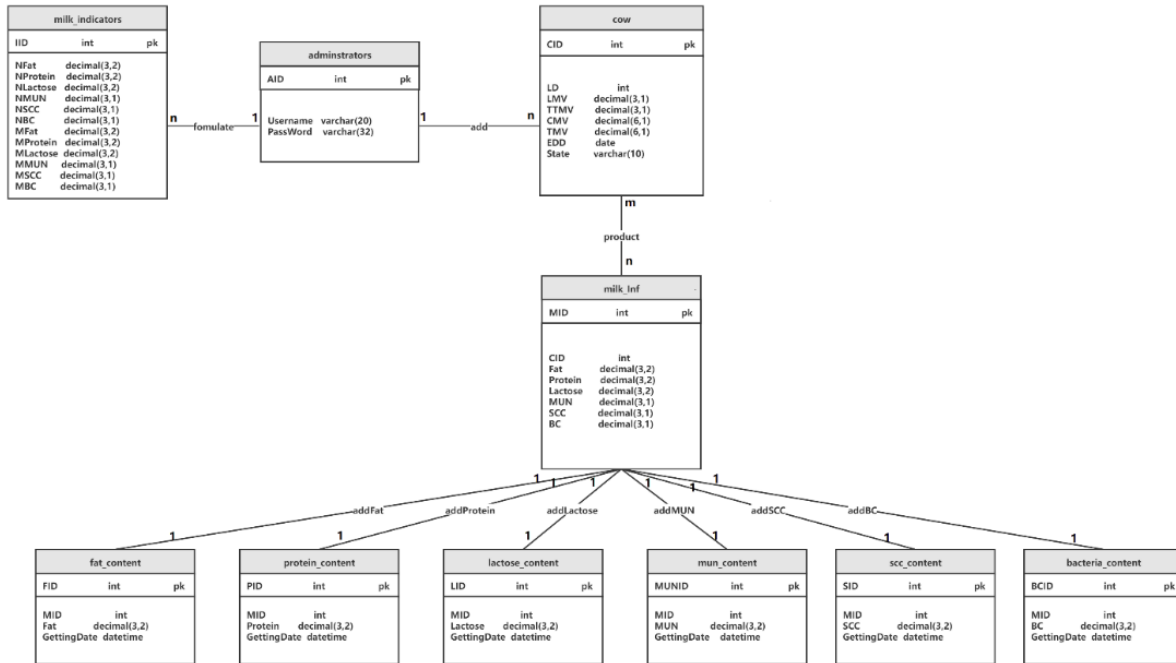 milk_indicators
IID int pk
NFat decimal(3,2)
NProtein decimal(3,2)
NLactose decimal(3,2)
NMUN decimal(3,1)
NSCC decimal(3,1)
NBC decimal(3,1)
MFat decimal(3,2)
MProtein decimal(3,2)
MLactose decimal(3,2)
MMUN decimal(3,1)
MSCC decimal(3,1)
MBC decimal(3,1)
n fomulate 1
adminstrators
AID int pk
Username varchar(20)
PassWord varchar(32)
1 add n
cow
CID int pk
LD int
LMV decimal(3,1)
TTMV decimal(3,1)
CMV decimal(6,1)
TMV decimal(6,1)
EDD date
State varchar(10)
m
product
n
milk_Inf
MID int pk
CID int
Fat decimal(3,2)
Protein decimal(3,2)
Lactose decimal(3,2)
MUN decimal(3,1)
SCC decimal(3,1)
BC decimal(3,1)
1 1 1 1 1 1
addFat addProtein addLactose addMUN addSCC addBC
1 1 1 1 1 1
fat_content
FID int pk
MID int
Fat decimal(3,2)
GettingDate datetime
protein_content
PID int pk
MID int
Protein decimal(3,2)
GettingDate datetime
lactose_content
LID int pk
MID int
Lactose decimal(3,2)
GettingDate datetime
mun_content
MUNID int pk
MID int
MUN decimal(3,2)
GettingDate datetime
scc_content
SID int pk
MID int
SCC decimal(3,2)
GettingDate datetime
bacteria_content
BCID int pk
MID int
BC decimal(3,2)
GettingDate datetime